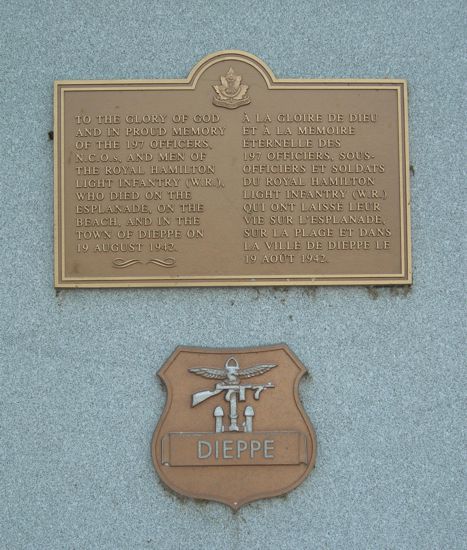 TO THE GLORY OF GOD
AND IN PROUD MEMORY
OF THE 197 OFFICERS,
N.C.O.s, AND MEN OF
THE ROYAL HAMILTON
LIGHT INFANTRY (W.R.),
WHO DIED ON THE
ESPLANADE, ON THE
BEACH, AND IN THE
TOWN OF DIEPPE ON
19 AUGUST 1942.
À LA GLOIRE DE DIEU
ET À LA MEMOIRE
ÉTERNELLE DES
197 OFFICIERS, SOUS-
OFFICIERS ET SOLDATS
DU ROYAL HAMILTON
LIGHT INFANTRY (W.R.)
QUI ONT LAISSÉ LEUR
VIE SUR L'ESPLANADE,
SUR LA PLAGE ET DANS
LA VILLE DE DIEPPE LE
19 AOÛT 1942.
DIEPPE